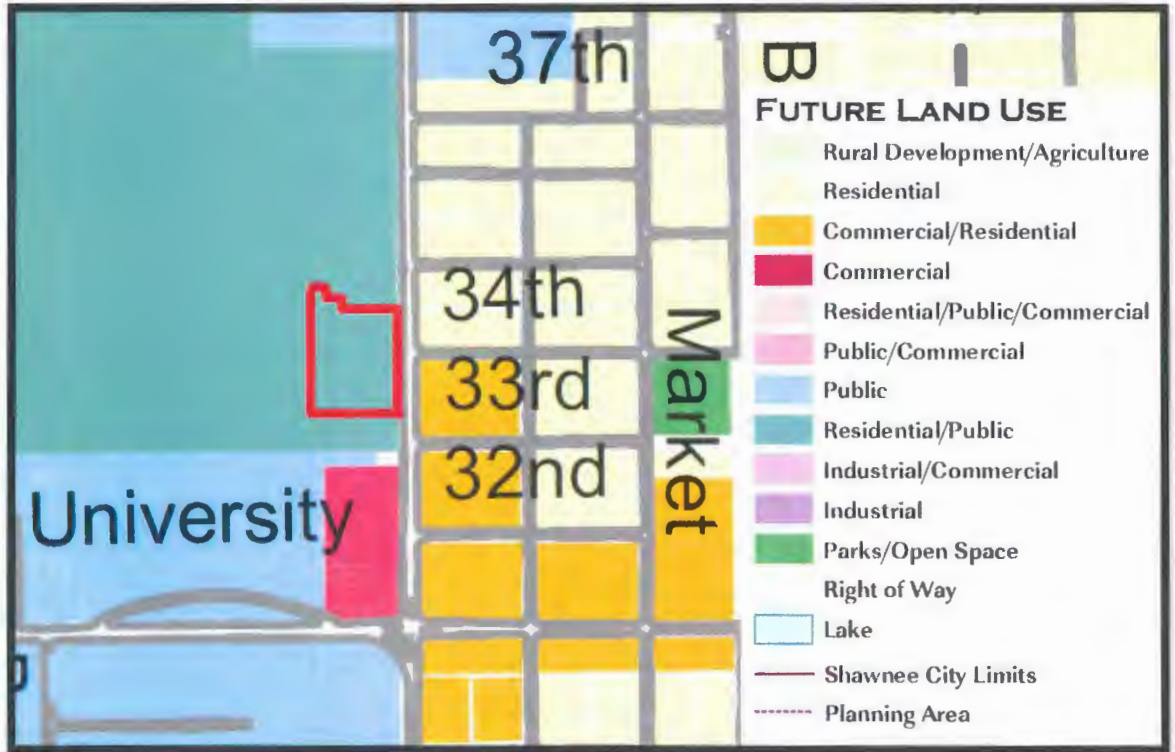 37th
34th
33rd
32nd
Market
University
B
FUTURE LAND USE
Rural Development/Agriculture
Residential
Commercial/Residential
Commercial
Residential/Public/Commercial
Public/Commercial
Public
Residential/Public
Industrial/Commercial
Industrial
Parks/Open Space
Right of Way
Lake
Shawnee City Limits
Planning Area